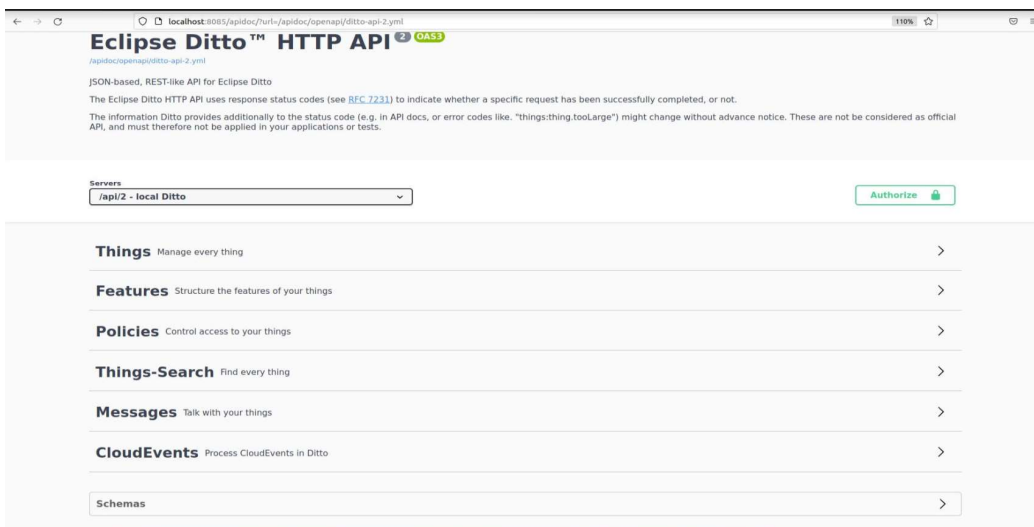 localhost:8085/apidoc/?url=/apidoc/openapi/ditto-api-2.yml
110%
Eclipse Ditto™ HTTP API 2 OAS3
/apidoc/openapi/ditto-api-2.yml
JSON-based, REST-like API for Eclipse Ditto
The Eclipse Ditto HTTP API uses response status codes (see RFC 7231) to indicate whether a specific request has been successfully completed, or not.
The information Ditto provides additionally to the status code (e.g. in API docs, or error codes like. "things:thing.tooLarge") might change without advance notice. These are not be considered as official
API, and must therefore not be applied in your applications or tests.
Servers
/api/2 - local Ditto
Authorize
Things Manage every thing
Features Structure the features of your things
Policies Control access to your things
Things-Search Find every thing
Messages Talk with your things
CloudEvents Process CloudEvents in Ditto
Schemas